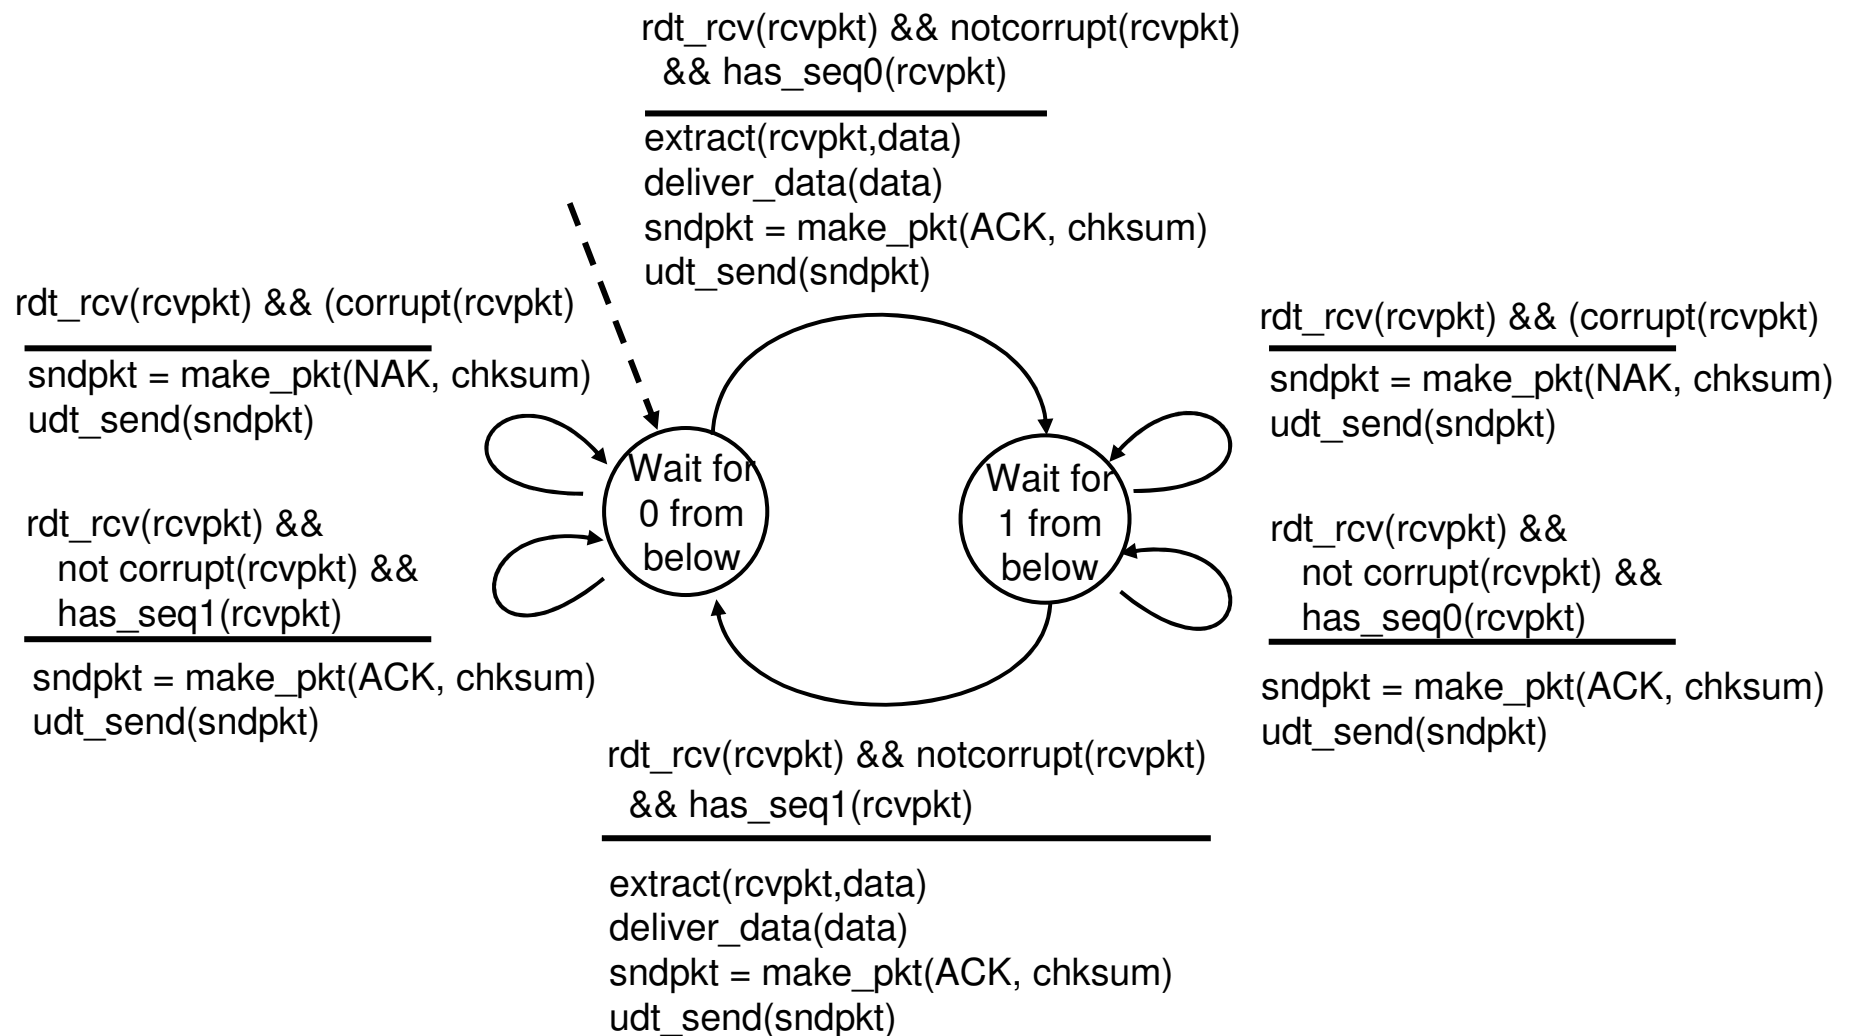 rdt_rcv(rcvpkt) && notcorrupt(rcvpkt)
&& has_seq0(rcvpkt)
extract(rcvpkt,data)
deliver_data(data)
sndpkt = make_pkt(ACK, chksum)
udt_send(sndpkt)
rdt_rcv(rcvpkt) && (corrupt(rcvpkt)
sndpkt = make_pkt(NAK, chksum)
udt_send(sndpkt)
rdt_rcv(rcvpkt) &&
not corrupt(rcvpkt) &&
has_seq1(rcvpkt)
sndpkt = make_pkt(ACK, chksum)
udt_send(sndpkt)
Wait for
0 from
below
Wait for
1 from
below
rdt_rcv(rcvpkt) && (corrupt(rcvpkt)
sndpkt = make_pkt(NAK, chksum)
udt_send(sndpkt)
rdt_rcv(rcvpkt) &&
not corrupt(rcvpkt) &&
has_seq0(rcvpkt)
sndpkt = make_pkt(ACK, chksum)
udt_send(sndpkt)
rdt_rcv(rcvpkt) && notcorrupt(rcvpkt)
&& has_seq1(rcvpkt)
extract(rcvpkt,data)
deliver_data(data)
sndpkt = make_pkt(ACK, chksum)
udt_send(sndpkt)